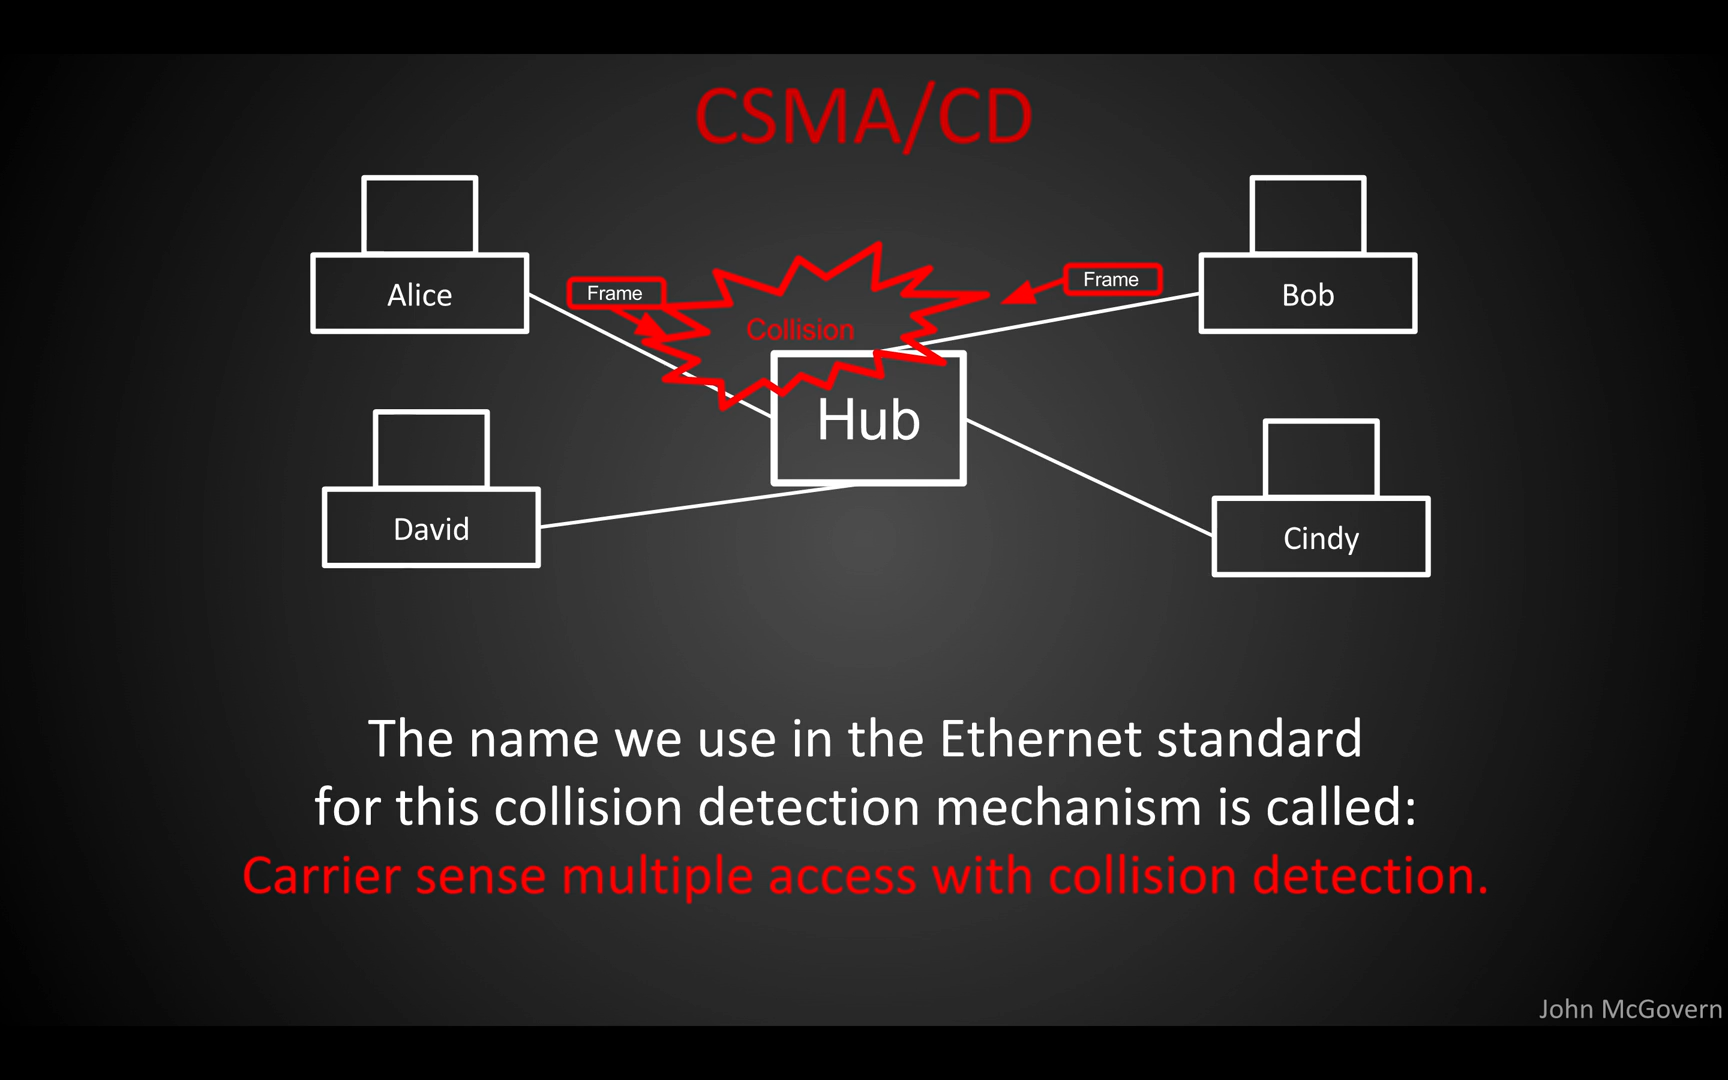 CSMA/CD
Alice
Frame
Frame
Bob
Collision
Hub
David
Cindy
The name we use in the Ethernet standard
for this collision detection mechanism is called:
Carrier sense multiple access with collision detection.
John McGovern